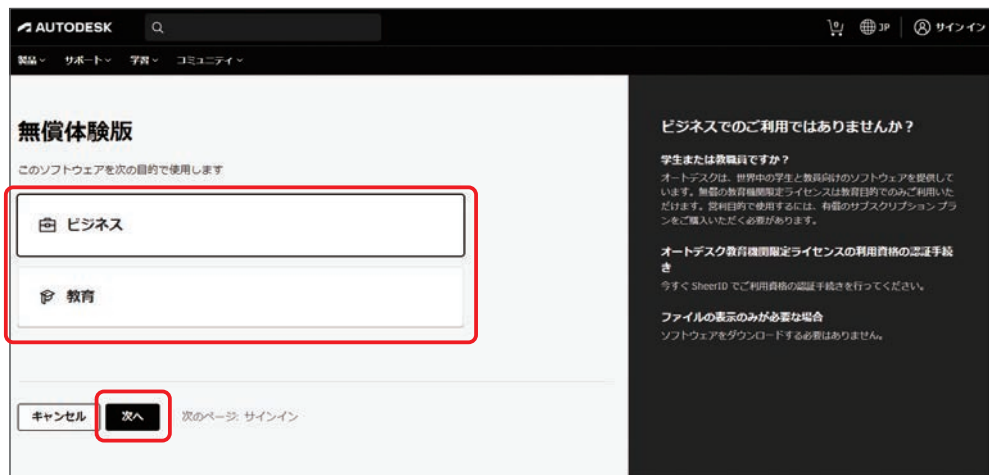 AUTODESK
JP
サインイン
製品
サポート
学習
コミュニティ
無償体験版
このソフトウェアを次の目的で使用します
ビジネス
教育
キャンセル
次へ
次のページ: サインイン
ビジネスでのご利用ではありませんか？
学生または教職員ですか？
オートデスクは、世界中の学生と教員向けのソフトウェアを提供して
います。無償の教育機関限定ライセンスは教育目的でのみご利用いた
だけます。営利目的で使用するには、有償のサブスクリプション プラ
ンをご購入いただく必要があります。
オートデスク教育機関限定ライセンスの利用資格の認証手続
き
今すぐ SheerID でご利用資格の認証手続きを行ってください。
ファイルの表示のみが必要な場合
ソフトウェアをダウンロードする必要はありません。